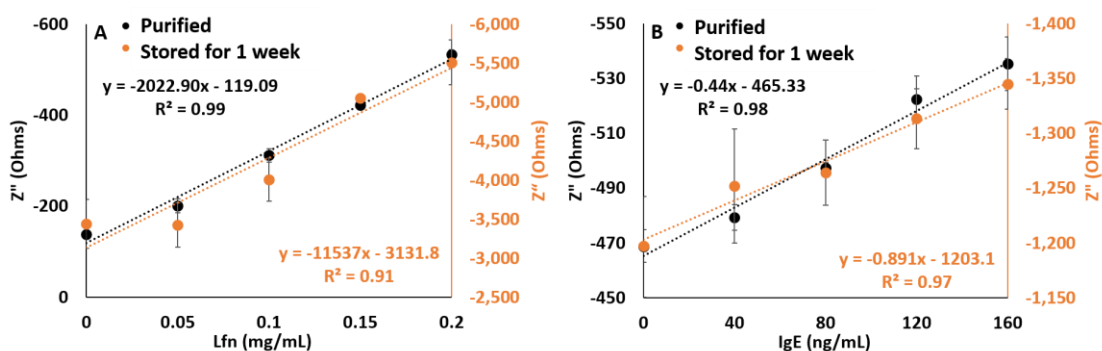 A
Purified
Stored for 1 week
y = -2022.90x - 119.09
R² = 0.99
y = -11537x - 3131.8
R² = 0.91
Z" (Ohms)
-600
-400
-200
0
-6,000
-5,500
-5,000
-4,500
-4,000
-3,500
-3,000
-2,500
Z" (Ohms)
0
0.05
0.1
0.15
0.2
Lfn (mg/mL)
B
Purified
Stored for 1 week
y = -0.44x - 465.33
R² = 0.98
y = -0.891x - 1203.1
R² = 0.97
Z" (Ohms)
-550
-530
-510
-490
-470
-450
-1,400
-1,350
-1,300
-1,250
-1,200
-1,150
Z" (Ohms)
0
40
80
120
160
IgE (ng/mL)